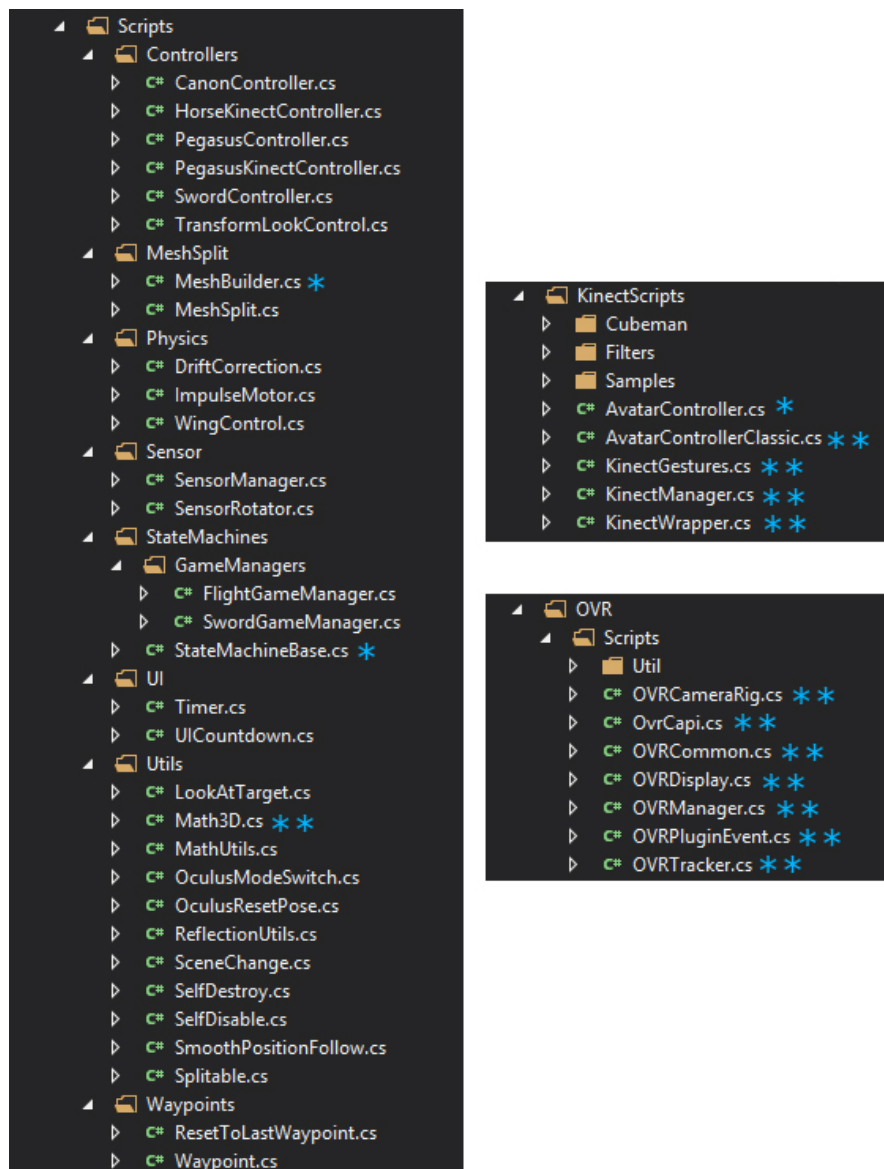 Scripts
Controllers
C# CanonController.cs
C# HorseKinectController.cs
C# PegasusController.cs
C# PegasusKinectController.cs
C# SwordController.cs
C# TransformLookControl.cs
MeshSplit
C# MeshBuilder.cs *
C# MeshSplit.cs
Physics
C# DriftCorrection.cs
C# ImpulseMotor.cs
C# WingControl.cs
Sensor
C# SensorManager.cs
C# SensorRotator.cs
StateMachines
GameManagers
C# FlightGameManager.cs
C# SwordGameManager.cs
C# StateMachineBase.cs *
UI
C# Timer.cs
C# UICountdown.cs
Utils
C# LookAtTarget.cs
C# Math3D.cs * *
C# MathUtils.cs
C# OculusModeSwitch.cs
C# OculusResetPose.cs
C# ReflectionUtils.cs
C# SceneChange.cs
C# SelfDestroy.cs
C# SelfDisable.cs
C# SmoothPositionFollow.cs
C# Splitable.cs
Waypoints
C# ResetToLastWaypoint.cs
C# Waypoint.cs
KinectScripts
Cubeman
Filters
Samples
C# AvatarController.cs *
C# AvatarControllerClassic.cs * *
C# KinectGestures.cs * *
C# KinectManager.cs * *
C# KinectWrapper.cs * *
OVR
Scripts
Util
C# OVRCameraRig.cs * *
C# OvrCapi.cs * *
C# OVRCommon.cs * *
C# OVRDisplay.cs * *
C# OVRManager.cs * *
C# OVRPluginEvent.cs * *
C# OVRTracker.cs * *